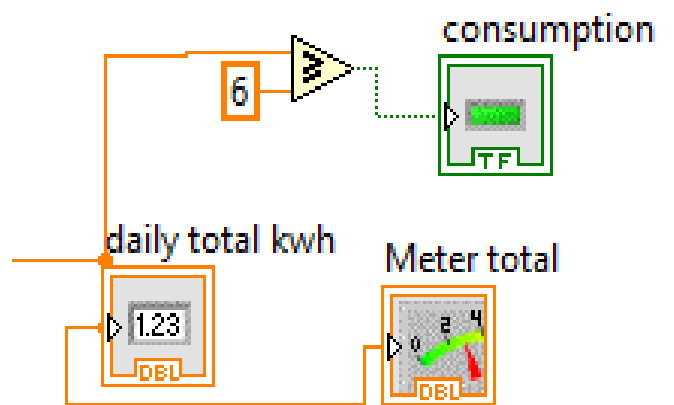 consumption
≥
6
TF
daily total kwh
1.23
DBL
Meter total
0 2 4
DBL